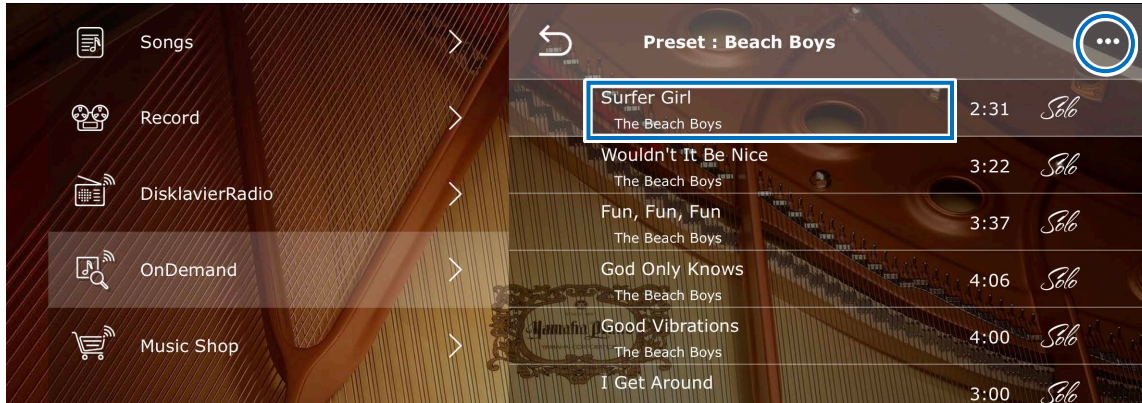 Songs
Record
DisklavierRadio
OnDemand
Music Shop
Preset : Beach Boys
Surfer Girl
The Beach Boys
2:31 Solo
Wouldn't It Be Nice
The Beach Boys
3:22 Solo
Fun, Fun, Fun
The Beach Boys
3:37 Solo
God Only Knows
The Beach Boys
4:06 Solo
Good Vibrations
The Beach Boys
4:00 Solo
I Get Around
3:00 Solo